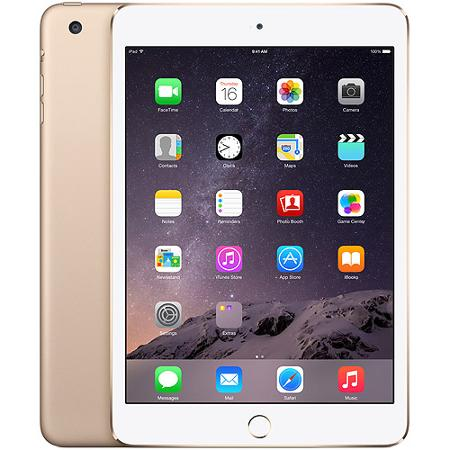 iPad
9:41 AM
100%
Thursday
16
FaceTime
Calendar
Photos
Camera
Contacts
Clock
Maps
Videos
Notes
Reminders
Photo Booth
Game Center
Newsstand
iTunes Store
App Store
iBooks
Settings
Extras
Messages
Mail
Safari
Music